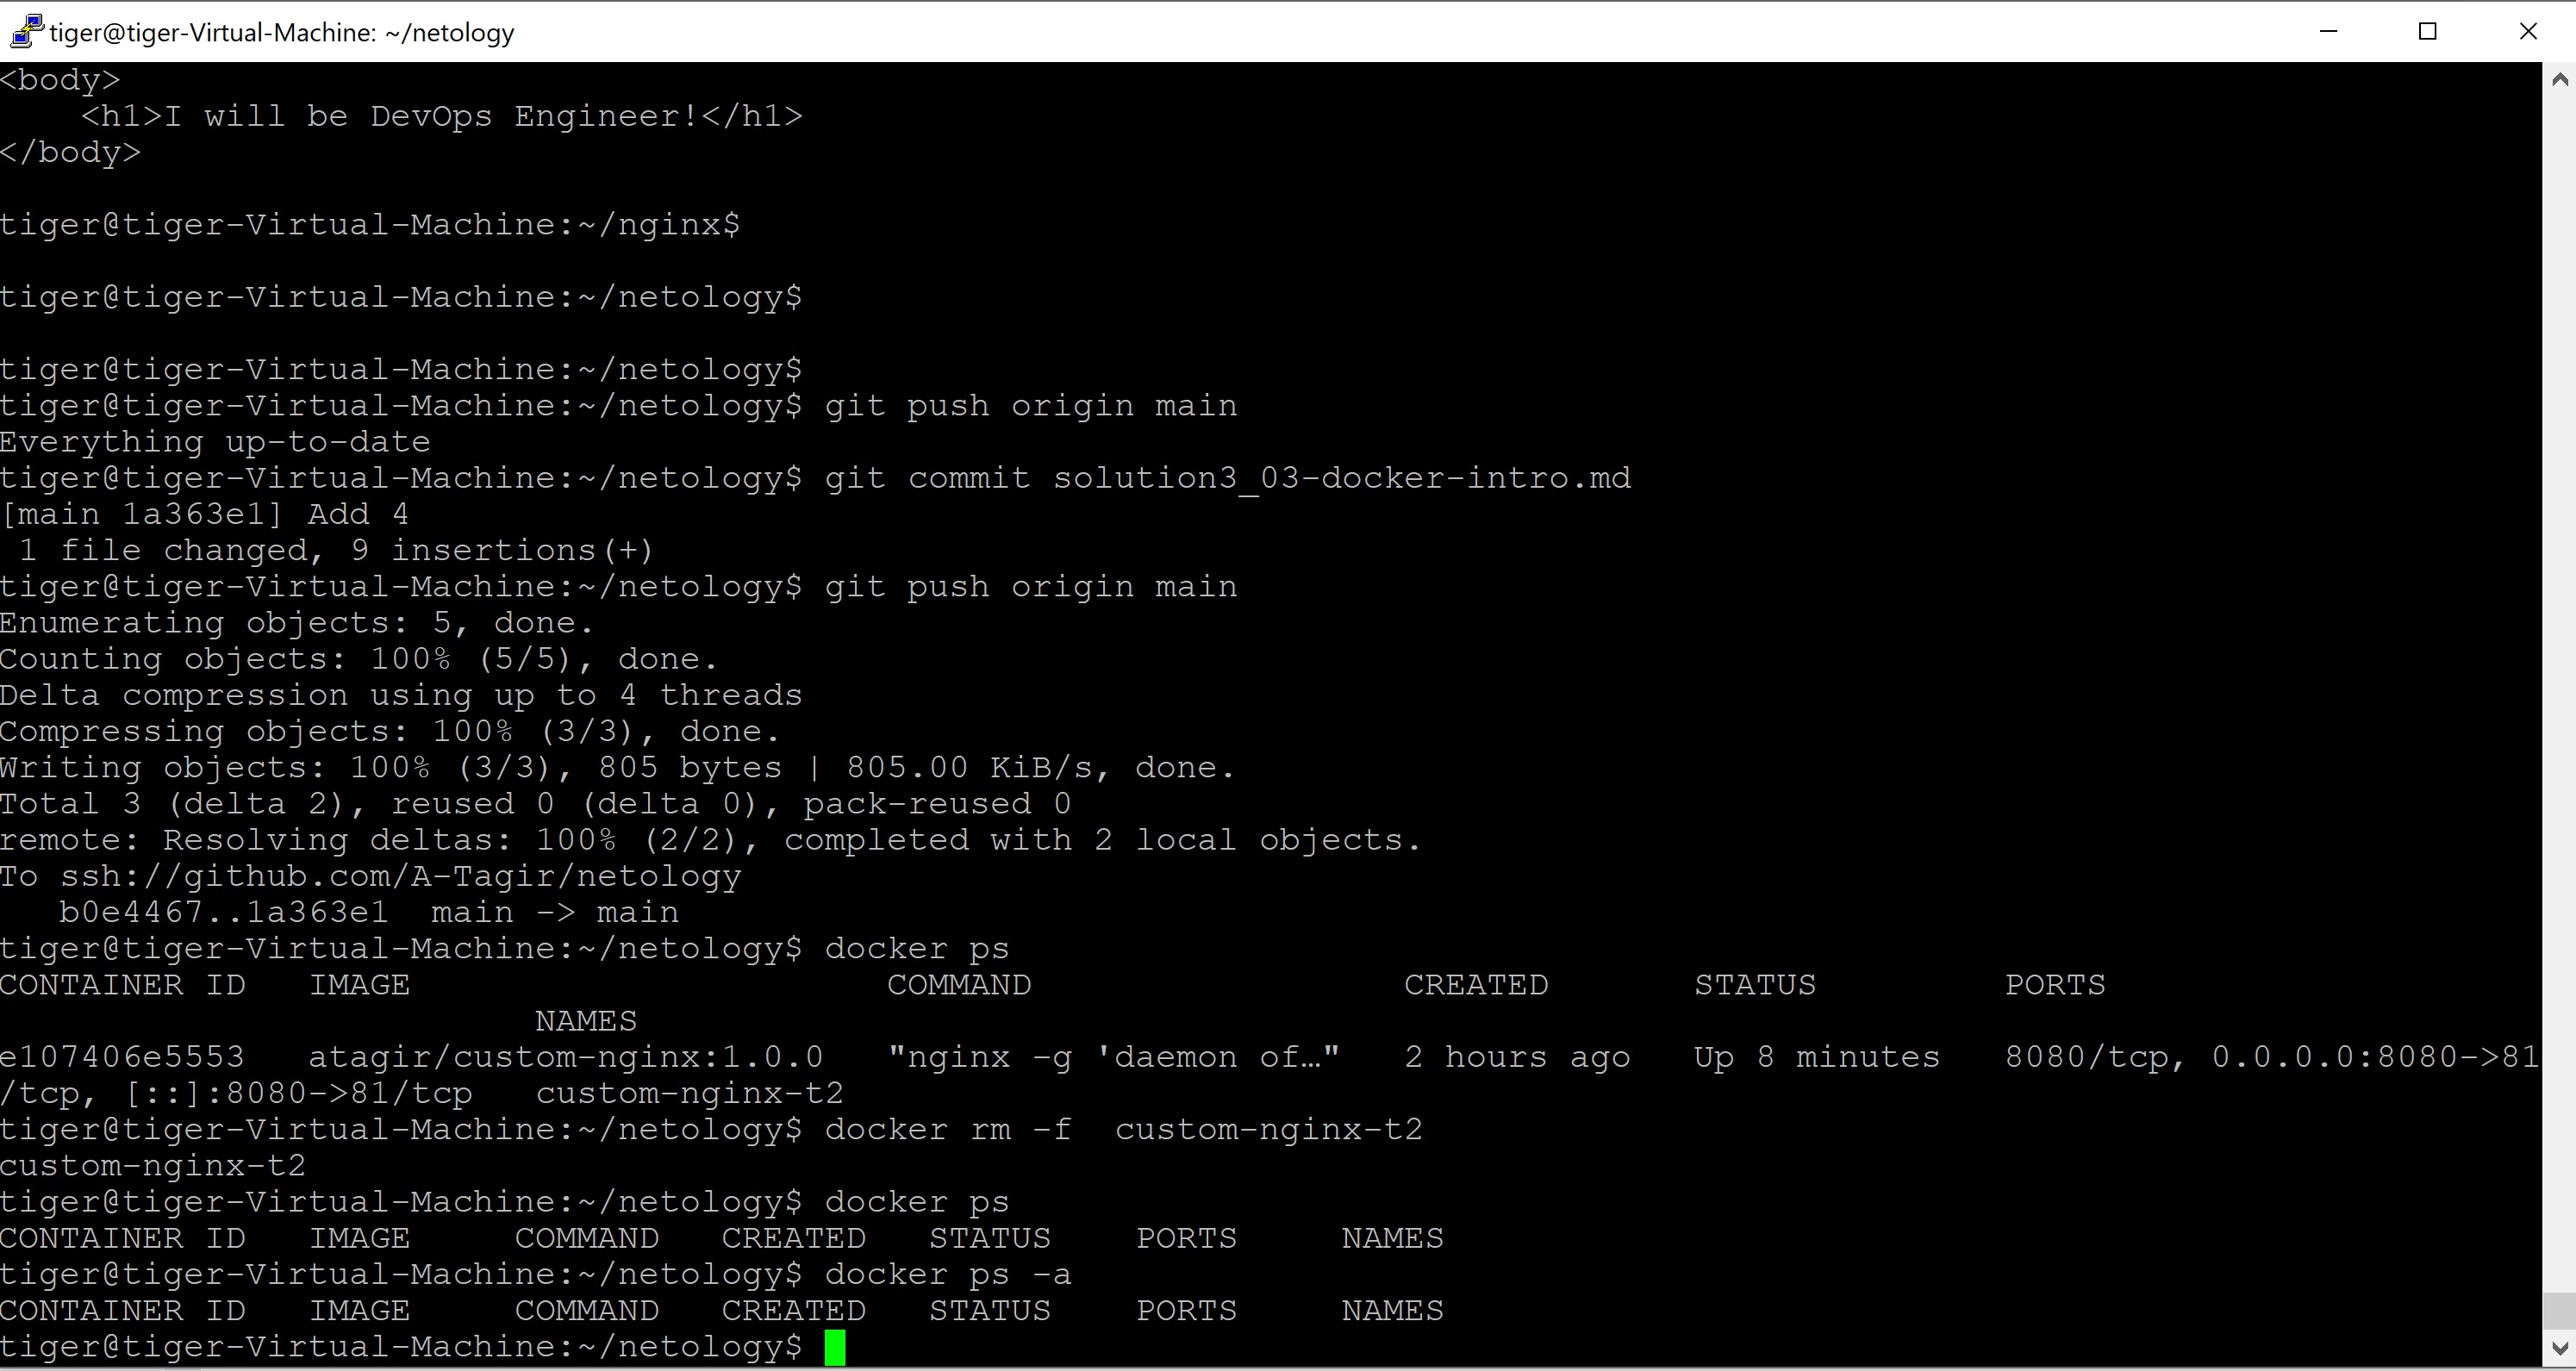 tiger@tiger-Virtual-Machine: ~/netology
<body>
    <h1>I will be DevOps Engineer!</h1>
</body>
tiger@tiger-Virtual-Machine:~/nginx$
tiger@tiger-Virtual-Machine:~/netology$
tiger@tiger-Virtual-Machine:~/netology$
tiger@tiger-Virtual-Machine:~/netology$ git push origin main
Everything up-to-date
tiger@tiger-Virtual-Machine:~/netology$ git commit solution3_03-docker-intro.md
[main 1a363e1] Add 4
 1 file changed, 9 insertions(+)
tiger@tiger-Virtual-Machine:~/netology$ git push origin main
Enumerating objects: 5, done.
Counting objects: 100% (5/5), done.
Delta compression using up to 4 threads
Compressing objects: 100% (3/3), done.
Writing objects: 100% (3/3), 805 bytes | 805.00 KiB/s, done.
Total 3 (delta 2), reused 0 (delta 0), pack-reused 0
remote: Resolving deltas: 100% (2/2), completed with 2 local objects.
To ssh://github.com/A-Tagir/netology
   b0e4467..1a363e1  main -> main
tiger@tiger-Virtual-Machine:~/netology$ docker ps
CONTAINER ID   IMAGE                       COMMAND                  CREATED       STATUS         PORTS
                          NAMES
e107406e5553   atagir/custom-nginx:1.0.0   "nginx -g 'daemon of…"   2 hours ago   Up 8 minutes   8080/tcp, 0.0.0.0:8080->81
/tcp, [::]:8080->81/tcp   custom-nginx-t2
tiger@tiger-Virtual-Machine:~/netology$ docker rm -f  custom-nginx-t2
custom-nginx-t2
tiger@tiger-Virtual-Machine:~/netology$ docker ps
CONTAINER ID   IMAGE     COMMAND   CREATED   STATUS    PORTS     NAMES
tiger@tiger-Virtual-Machine:~/netology$ docker ps -a
CONTAINER ID   IMAGE     COMMAND   CREATED   STATUS    PORTS     NAMES
tiger@tiger-Virtual-Machine:~/netology$